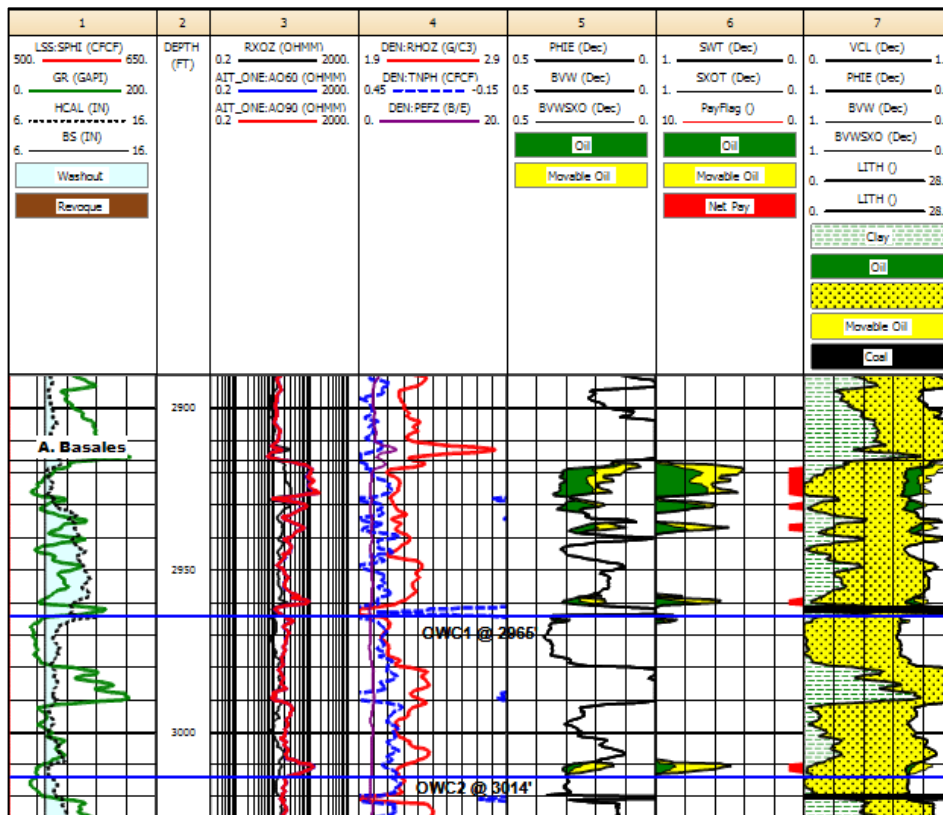 1 2 3 4 5 6 7
LSS:SPHI (CFCF)
500. 650.
GR (GAPI)
0. 200.
HCAL (IN)
6. 16.
BS (IN)
6. 16.
Washout
Revoque
DEPTH
(FT)
RXOZ (OHMM)
0.2 2000.
AIT_ONE:AO60 (OHMM)
0.2 2000.
AIT_ONE:AO90 (OHMM)
0.2 2000.
DEN:RHOZ (G/C3)
1.9 2.9
DEN:TNPH (CFCF)
0.45 -0.15
DEN:PEFZ (B/E)
0. 20.
PHIE (Dec)
0.5 0.
BVW (Dec)
0.5 0.
BVWSXO (Dec)
0.5 0.
Oil
Movable Oil
SWT (Dec)
1. 0.
SXOT (Dec)
1. 0.
PayFlag ()
10. 0.
Oil
Movable Oil
Net Pay
VCL (Dec)
0. 1.
PHIE (Dec)
1. 0.
BVW (Dec)
1. 0.
BVWSXO (Dec)
1. 0.
LITH ()
0. 28.
LITH ()
0. 28.
Clay
Oil
Movable Oil
Coal
2900
A. Basales
2950
OWC1 @ 2965'
3000
OWC2 @ 3014'